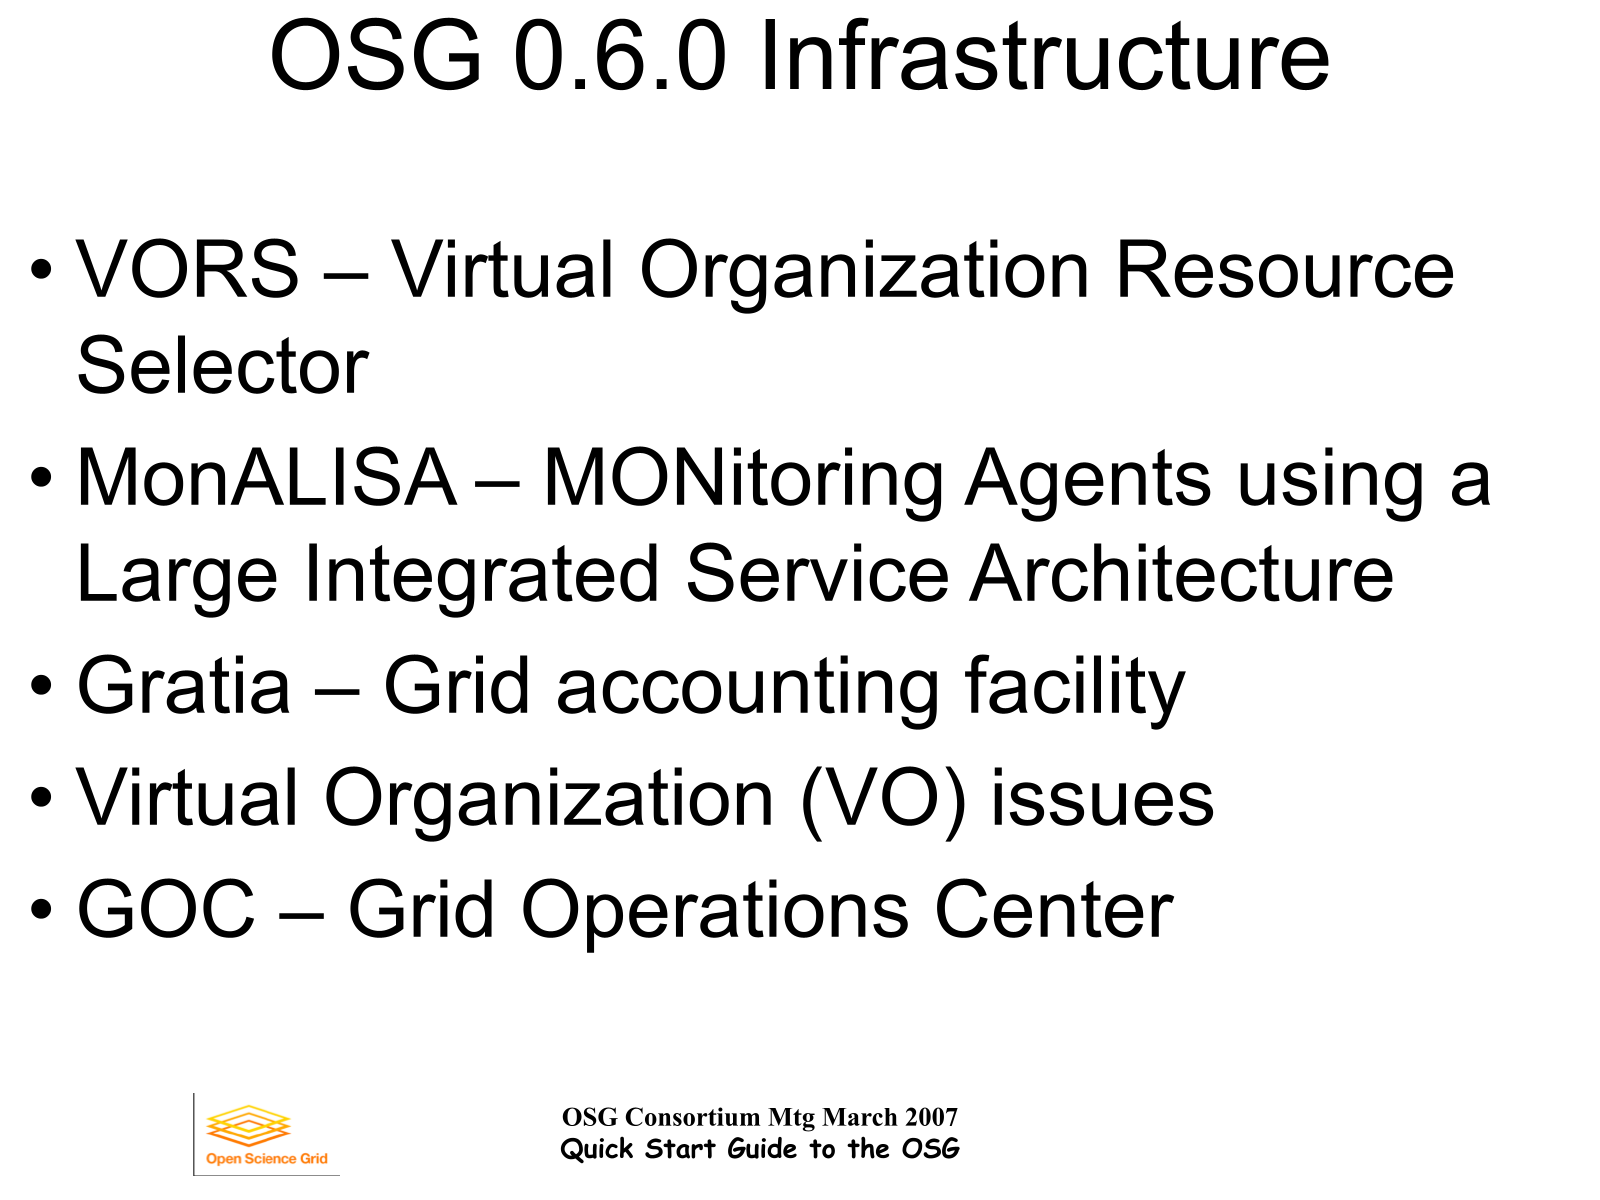 OSG 0.6.0 Infrastructure
• VORS – Virtual Organization Resource
Selector
• MonALISA – MONitoring Agents using a
Large Integrated Service Architecture
• Gratia – Grid accounting facility
• Virtual Organization (VO) issues
• GOC – Grid Operations Center
Open Science Grid
OSG Consortium Mtg March 2007
Quick Start Guide to the OSG